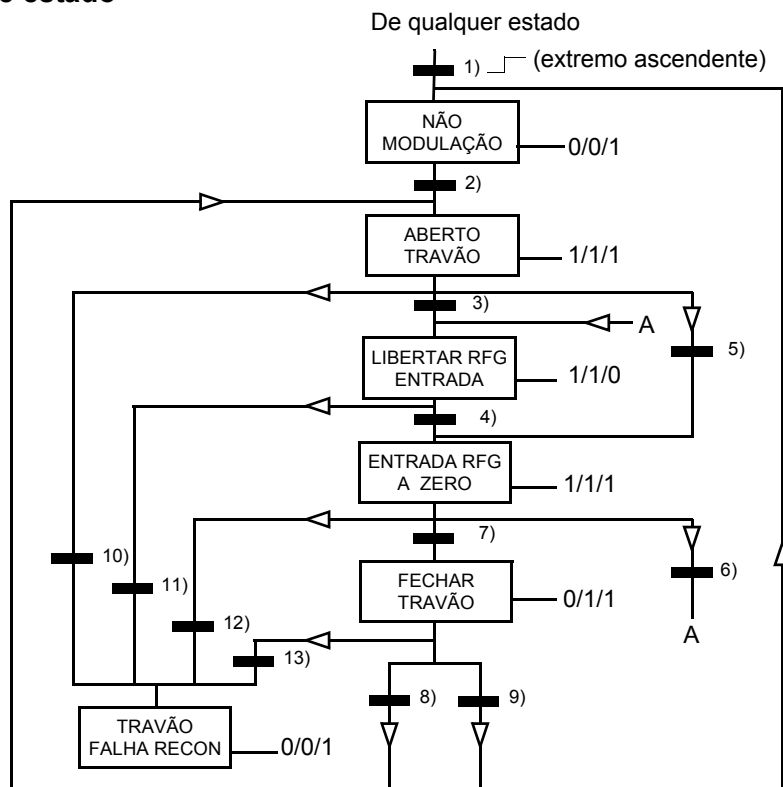 De qualquer estado
1) (extremo ascendente)
NÃO
MODULAÇÃO
0/0/1
2)
ABERTO
TRAVÃO
1/1/1
3)
A
5)
LIBERTAR RFG
ENTRADA
1/1/0
4)
ENTRADA RFG
A ZERO
1/1/1
7)
10)
11)
6)
FECHAR
TRAVÃO
0/1/1
12)
A
13)
8)
9)
TRAVÃO
FALHA RECON
0/0/1